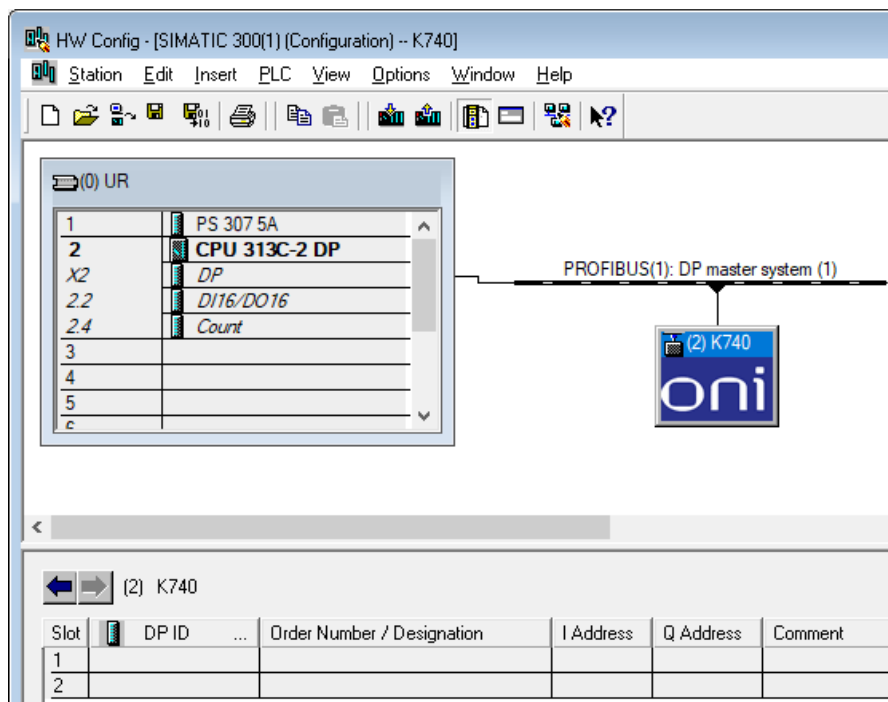 HW Config - [SIMATIC 300(1) (Configuration) -- K740]
Station Edit Insert PLC View Options Window Help
(0) UR
1 PS 307 5A
2 CPU 313C-2 DP
X2 DP
2.2 DI16/DO16
2.4 Count
3
4
5
PROFIBUS(1): DP master system (1)
(2) K740
oni
(2) K740
Slot DP ID ... Order Number / Designation I Address Q Address Comment
1
2